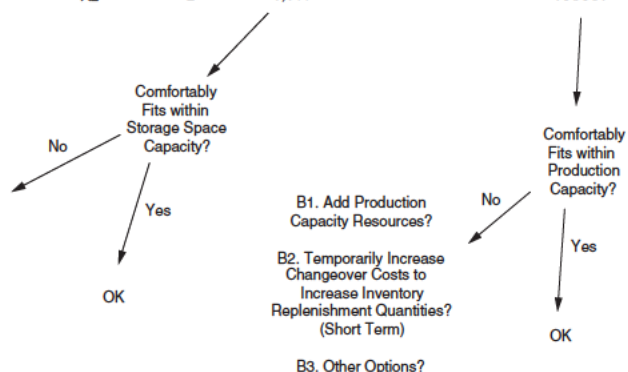 Comfortably
Fits within
Storage Space
Capacity?
No
Yes
OK
B1. Add Production
Capacity Resources?
B2. Temporarily Increase
Changeover Costs to
Increase Inventory
Replenishment Quantities?
(Short Term)
B3. Other Options?
Comfortably
Fits within
Production
Capacity?
No
Yes
OK